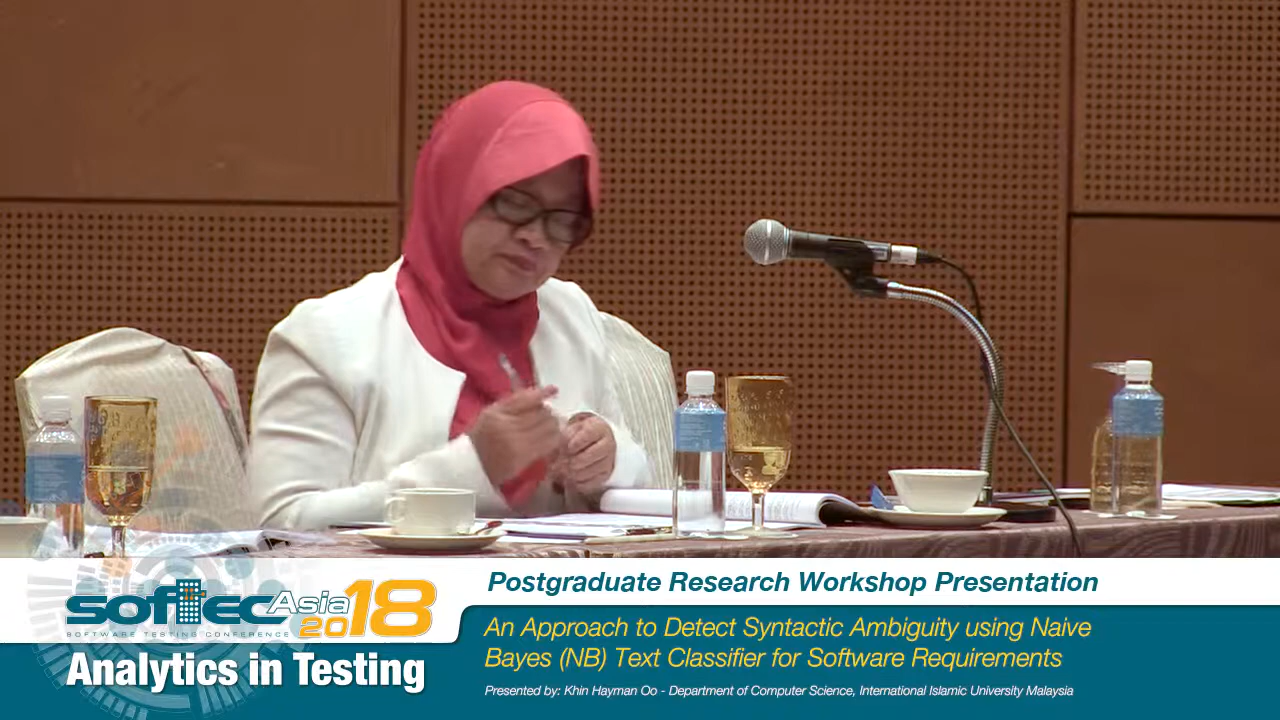 Postgraduate Research Workshop Presentation
softtec Asia 2018
SOFTWARE TESTING CONFERENCE
Analytics in Testing
An Approach to Detect Syntactic Ambiguity using Naive
Bayes (NB) Text Classifier for Software Requirements
Presented by: Khin Hayman Oo - Department of Computer Science, International Islamic University Malaysia